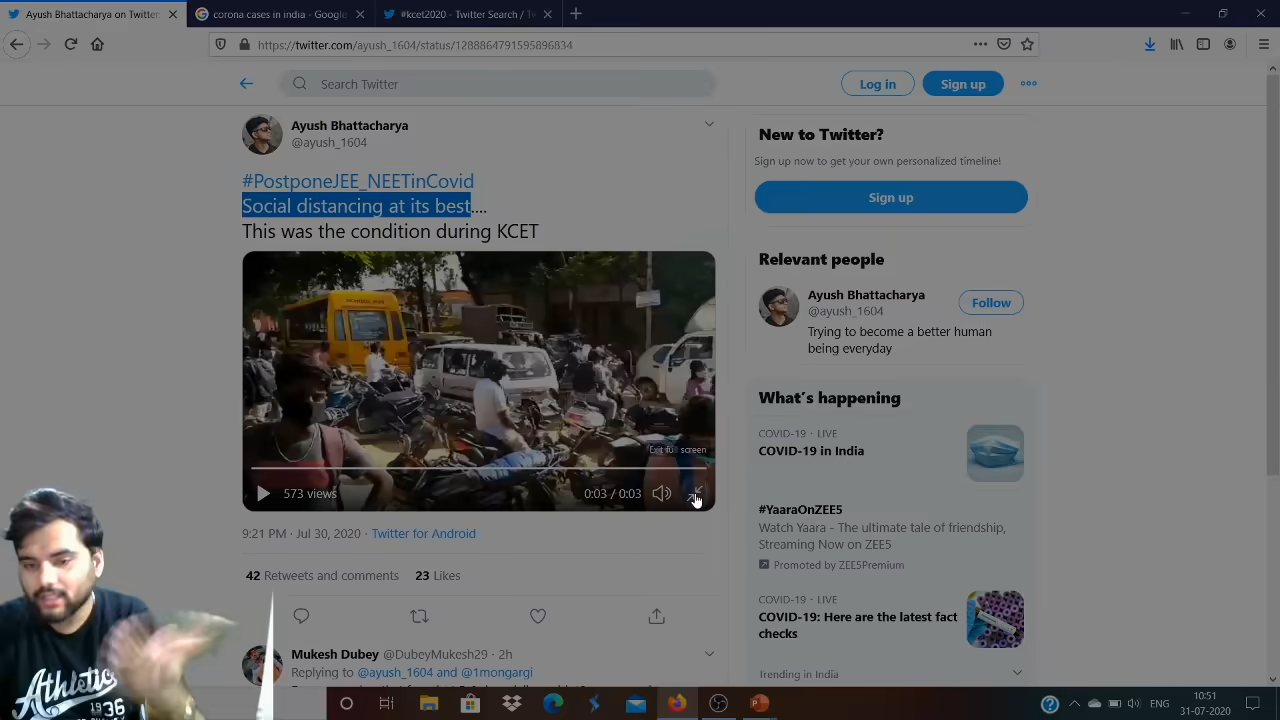 Ayush Bhattacharya on Twitter
corona cases in india - Google
#kcet2020 - Twitter Search / Tw
https://twitter.com/ayush_1604/status/1288864791595896834
Search Twitter
Log in
Sign up
Ayush Bhattacharya
@ayush_1604
#PostponeJEE_NEETinCovid
Social distancing at its best....
This was the condition during KCET
Exit full screen
573 views
0:03 / 0:03
9:21 PM · Jul 30, 2020 · Twitter for Android
42 Retweets and comments 23 Likes
Mukesh Dubey @DubeyMukesh29 · 2h
Replying to @ayush_1604 and @1mongargi
New to Twitter?
Sign up now to get your own personalized timeline!
Sign up
Relevant people
Ayush Bhattacharya
@ayush_1604
Follow
Trying to become a better human
being everyday
What's happening
COVID-19 · LIVE
COVID-19 in India
#YaaraOnZEE5
Watch Yaara - The ultimate tale of friendship,
Streaming Now on ZEE5
Promoted by ZEE5Premium
COVID-19 · LIVE
COVID-19: Here are the latest fact
checks
Trending in India
Athletic
1936
ENG
10:51
31-07-2020